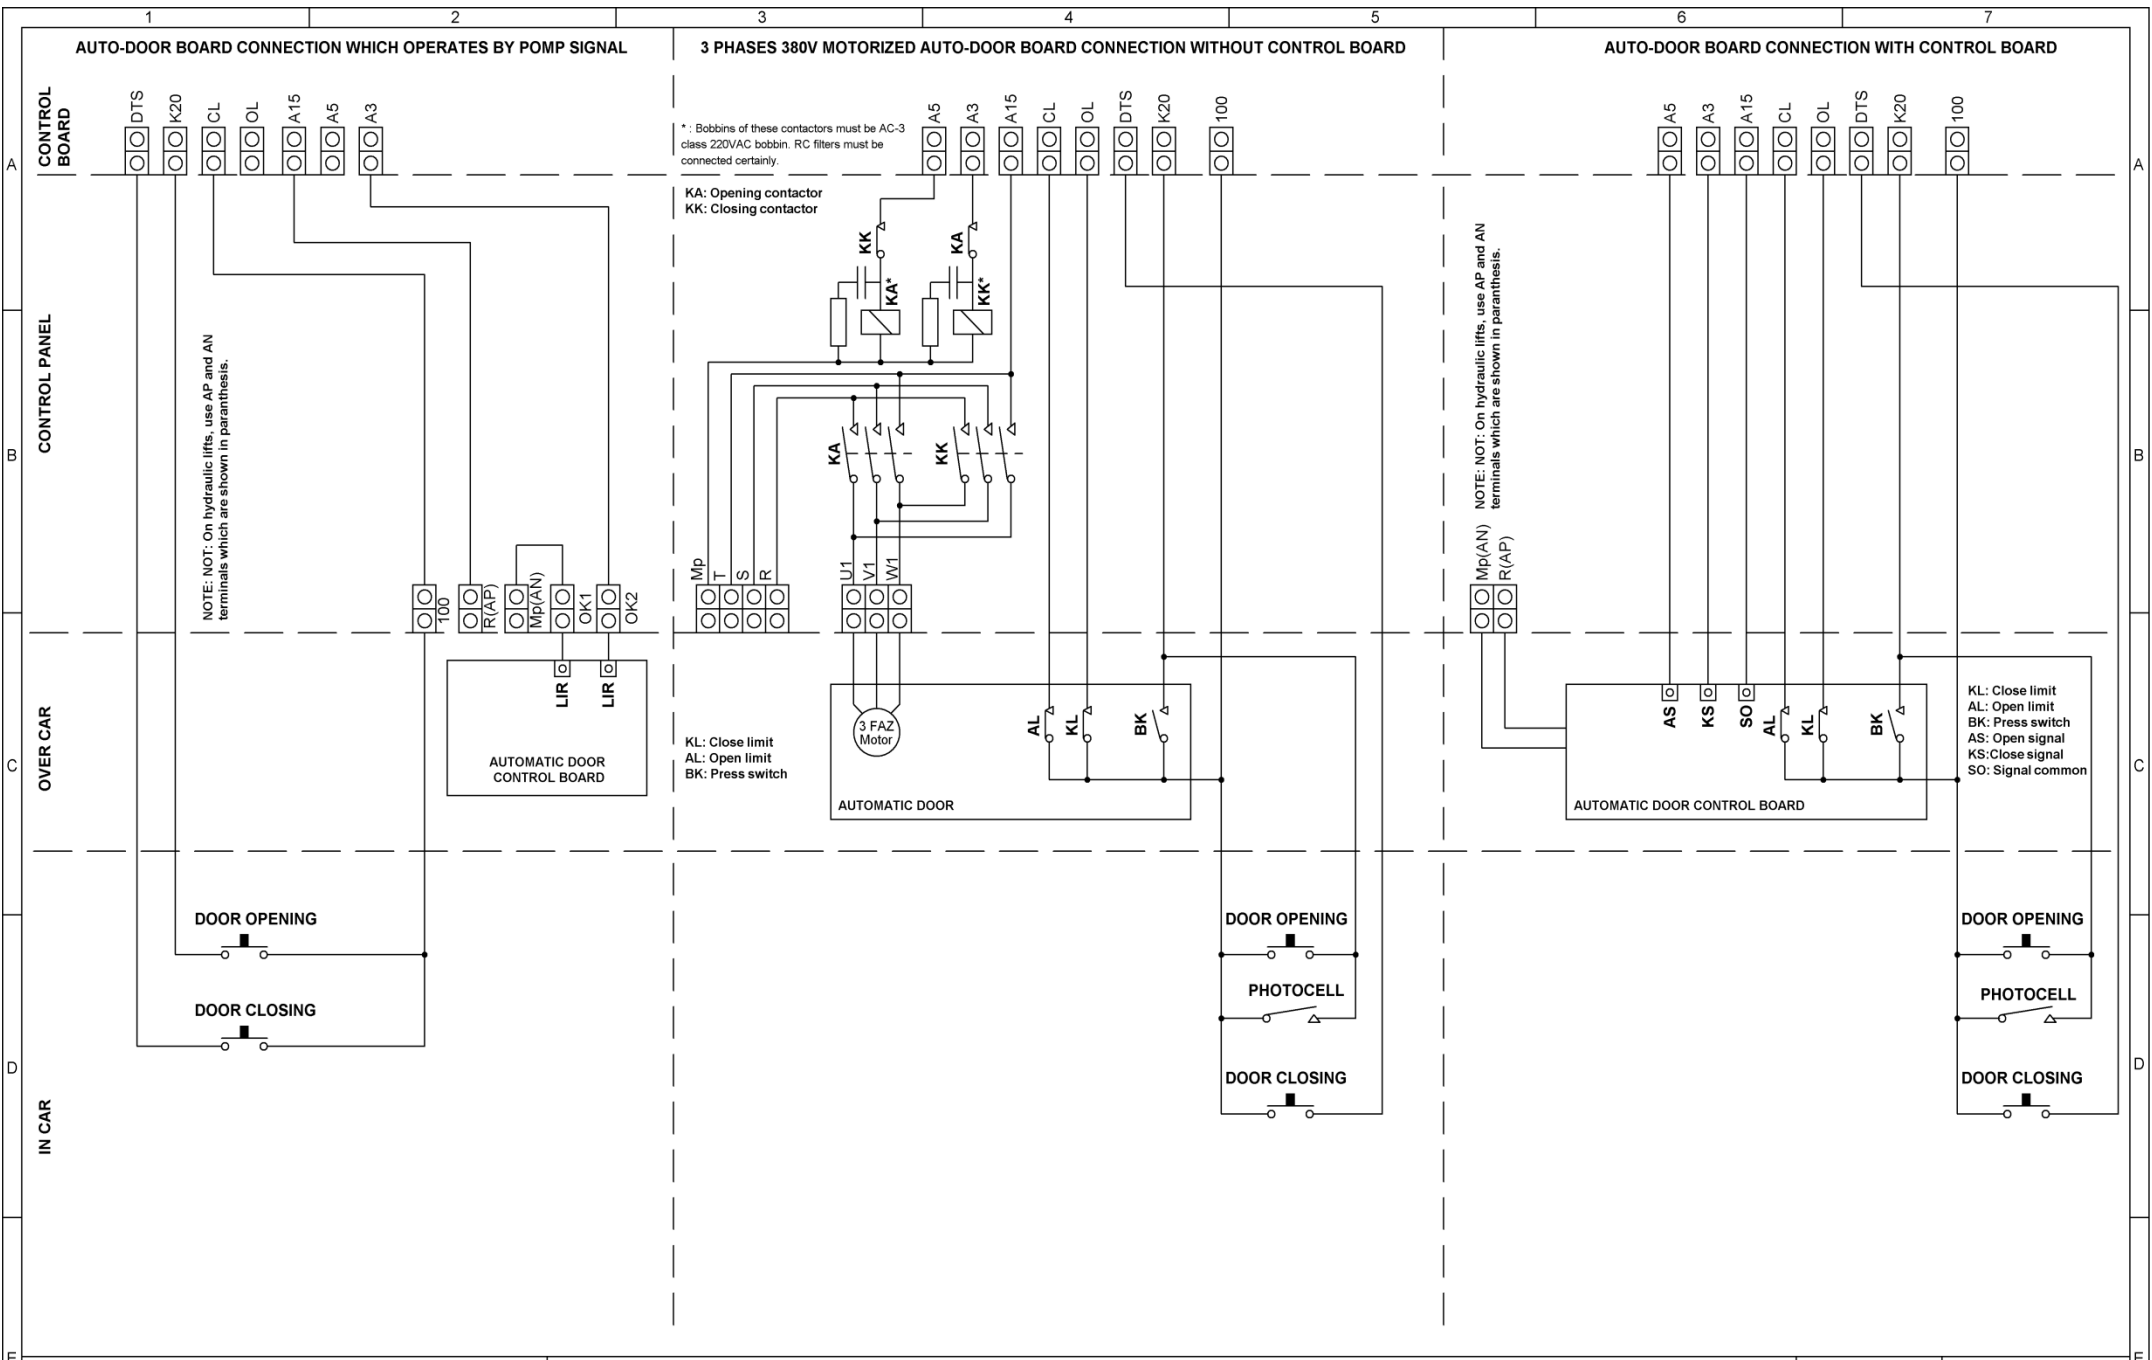 1 2 3 4 5 6 7
AUTO-DOOR BOARD CONNECTION WHICH OPERATES BY POMP SIGNAL
3 PHASES 380V MOTORIZED AUTO-DOOR BOARD CONNECTION WITHOUT CONTROL BOARD
AUTO-DOOR BOARD CONNECTION WITH CONTROL BOARD
CONTROL
BOARD
DTS K20 CL OL A15 A5 A3
* : Bobbins of these contactors must be AC-3
class 220VAC bobbin. RC filters must be
connected certainly.
A5 A3 A15 CL OL DTS K20 100
A5 A3 A15 CL OL DTS K20 100
A A
KA: Opening contactor
KK: Closing contactor
KK KA
KA* KK*
CONTROL PANEL
NOTE: NOT: On hydraulic lifts, use AP and AN
terminals which are shown in paranthesis.
NOTE: NOT: On hydraulic lifts, use AP and AN
terminals which are shown in paranthesis.
KA KK
B B
100 R(AP) Mp(AN) OK1 OK2
Mp T S R U1 V1 W1
Mp(AN) R(AP)
OVER CAR
LIR LIR
AUTOMATIC DOOR
CONTROL BOARD
KL: Close limit
AL: Open limit
BK: Press switch
3 FAZ
Motor
AL KL BK
AUTOMATIC DOOR
AS KS SO AL KL BK
AUTOMATIC DOOR CONTROL BOARD
KL: Close limit
AL: Open limit
BK: Press switch
AS: Open signal
KS:Close signal
SO: Signal common
C C
IN CAR
DOOR OPENING
DOOR CLOSING
DOOR OPENING
PHOTOCELL
DOOR CLOSING
DOOR OPENING
PHOTOCELL
DOOR CLOSING
D D
E E